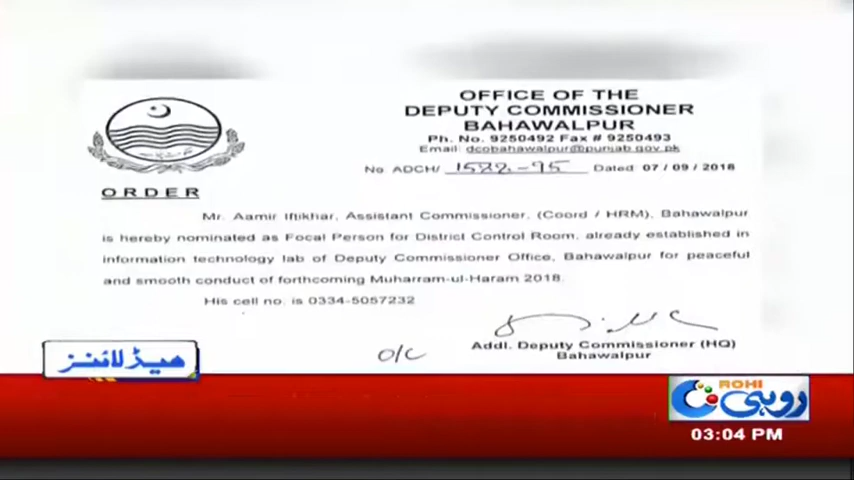 OFFICE OF THE
DEPUTY COMMISSIONER
BAHAWALPUR
Ph. No. 9250492 Fax # 9250493
Email: dcobahawalpur@punjab.gov.pk
No. ADCH/ 1582-95 Dated: 07/09/2018
ORDER
Mr. Aamir Iftikhar, Assistant Commissioner, (Coord / HRM), Bahawalpur
is hereby nominated as Focal Person for District Control Room, already established in
information technology lab of Deputy Commissioner Office, Bahawalpur for peaceful
and smooth conduct of forthcoming Muharram-ul-Haram 2018.
His cell no. is 0334-5057232
O/C
Addl. Deputy Commissioner (HQ)
Bahawalpur
ہیڈلائنز
ROHI
روہی
03:04 PM